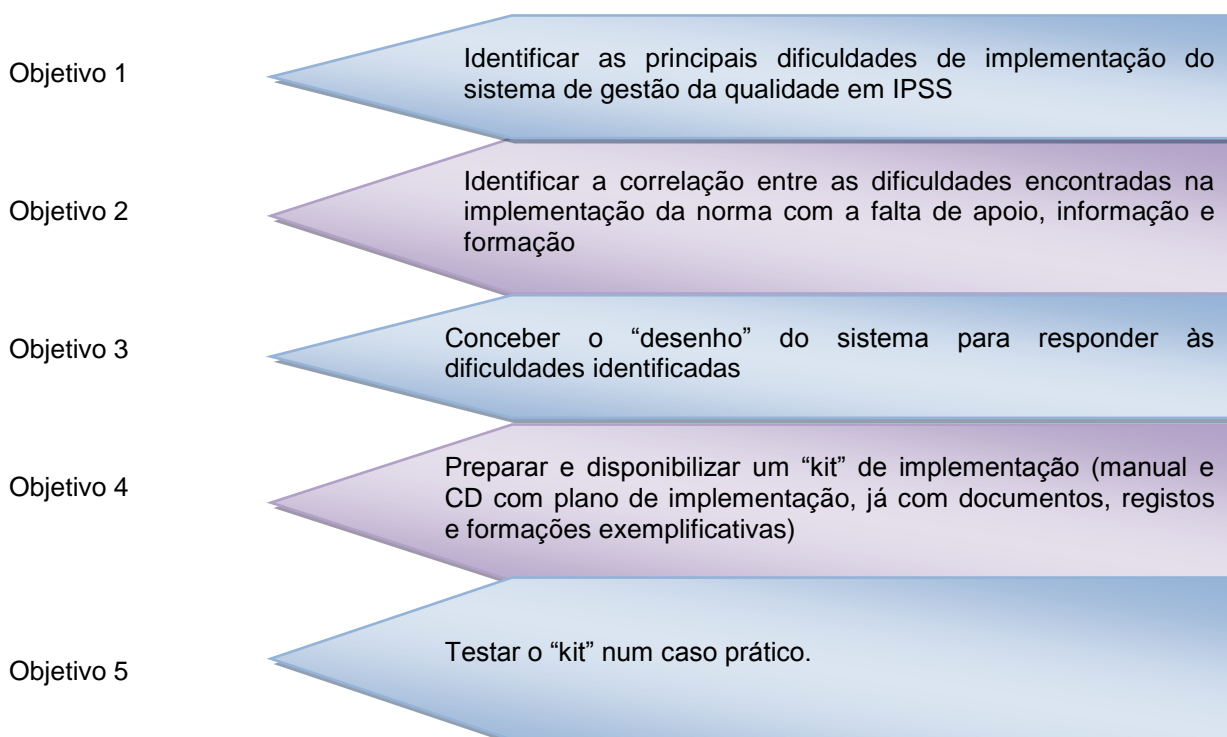 Objetivo 1
Identificar as principais dificuldades de implementação do
sistema de gestão da qualidade em IPSS
Objetivo 2
Identificar a correlação entre as dificuldades encontradas na
implementação da norma com a falta de apoio, informação e
formação
Objetivo 3
Conceber o “desenho” do sistema para responder às
dificuldades identificadas
Objetivo 4
Preparar e disponibilizar um “kit” de implementação (manual e
CD com plano de implementação, já com documentos, registos
e formações exemplificativas)
Objetivo 5
Testar o “kit” num caso prático.